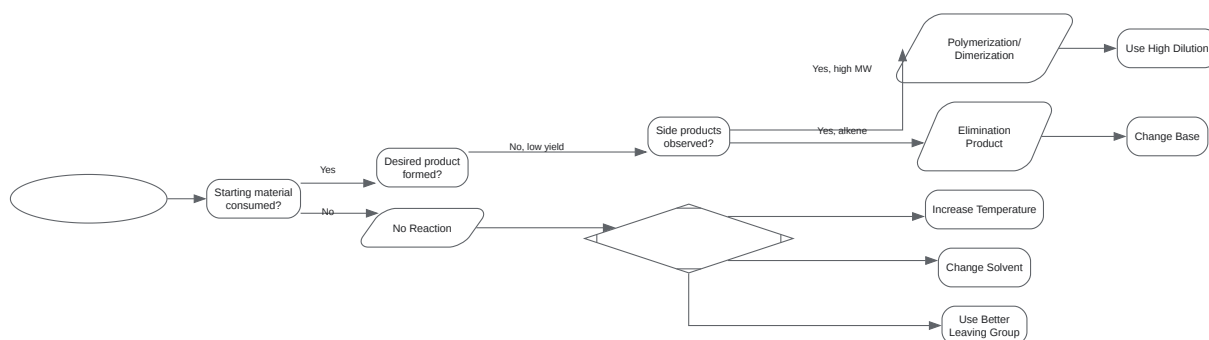 Polymerization/
Dimerization
Use High Dilution
Yes, high MW
Side products
observed?
Yes, alkene
Elimination
Product
Change Base
Desired product
formed?
No, low yield
Yes
Starting material
consumed?
No
No Reaction
Increase Temperature
Change Solvent
Use Better
Leaving Group